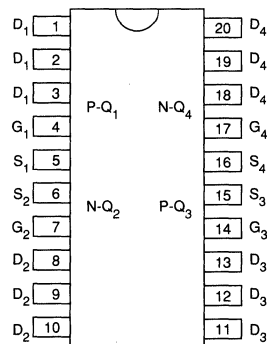 D₁ 1 20 D₄
D₁ 2 19 D₄
D₁ 3 18 D₄
P-Q₁ N-Q₄
G₁ 4 17 G₄
S₁ 5 16 S₄
S₂ 6 15 S₃
N-Q₂ P-Q₃
G₂ 7 14 G₃
D₂ 8 13 D₃
D₂ 9 12 D₃
D₂ 10 11 D₃